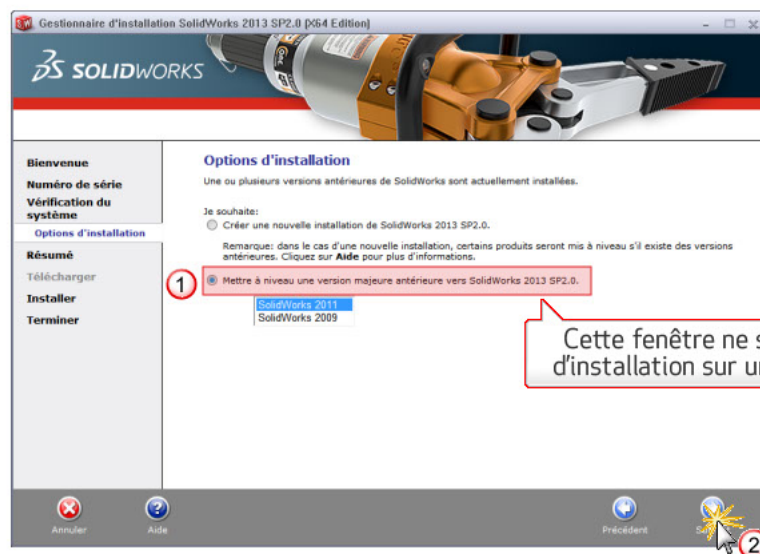 Gestionnaire d'installation SolidWorks 2013 SP2.0 (X64 Edition)
SOLIDWORKS
Bienvenue
Numéro de série
Vérification du
système
Options d'installation
Résumé
Télécharger
Installer
Terminer
Options d'installation
Une ou plusieurs versions antérieures de SolidWorks sont actuellement installées.
Je souhaite:
Créer une nouvelle installation de SolidWorks 2013 SP2.0.
Remarque: dans le cas d'une nouvelle installation, certains produits seront mis à niveau s'il existe des versions
antérieures. Cliquez sur Aide pour plus d'informations.
1
Mettre à niveau une version majeure antérieure vers SolidWorks 2013 SP2.0.
SolidWorks 2011
SolidWorks 2009
Cette fenêtre ne s
d'installation sur u
Annuler
Aide
Précédent
2